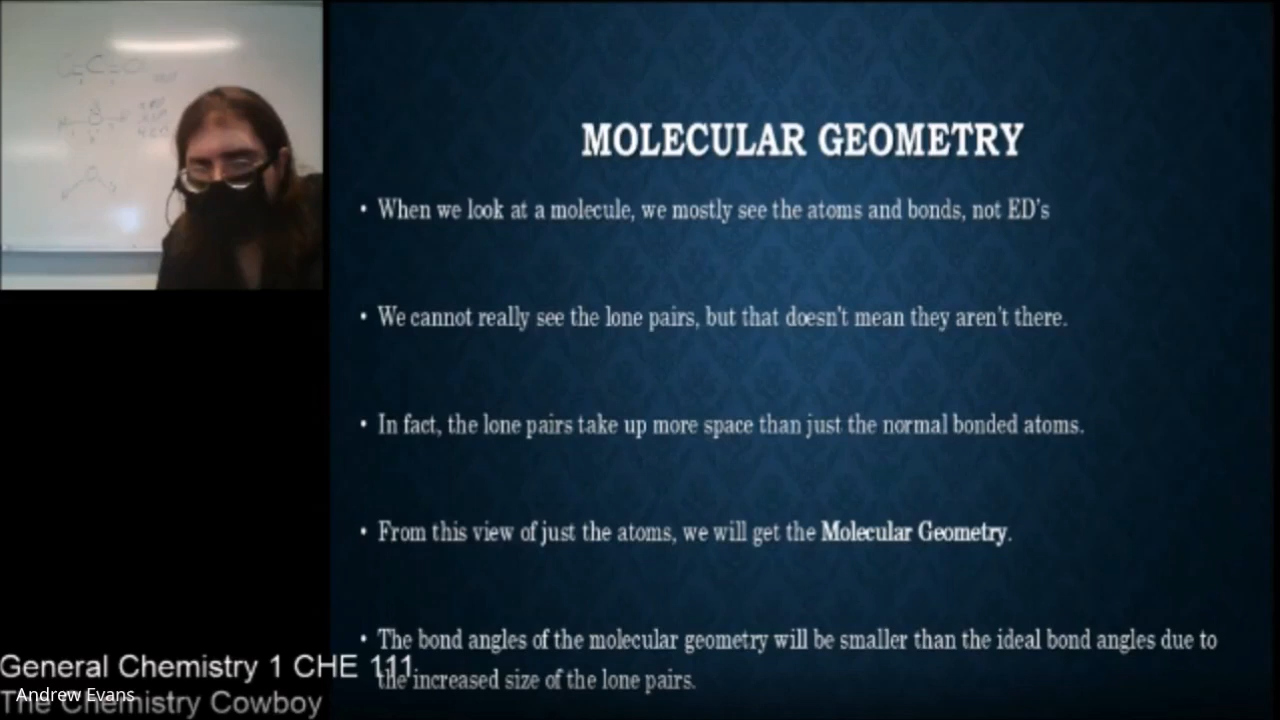 MOLECULAR GEOMETRY
• When we look at a molecule, we mostly see the atoms and bonds, not ED's
• We cannot really see the lone pairs, but that doesn't mean they aren't there.
• In fact, the lone pairs take up more space than just the normal bonded atoms.
• From this view of just the atoms, we will get the Molecular Geometry.
• The bond angles of the molecular geometry will be smaller than the ideal bond angles due to
the increased size of the lone pairs.
General Chemistry 1 CHE 111
Andrew Evans
The Chemistry Cowboy